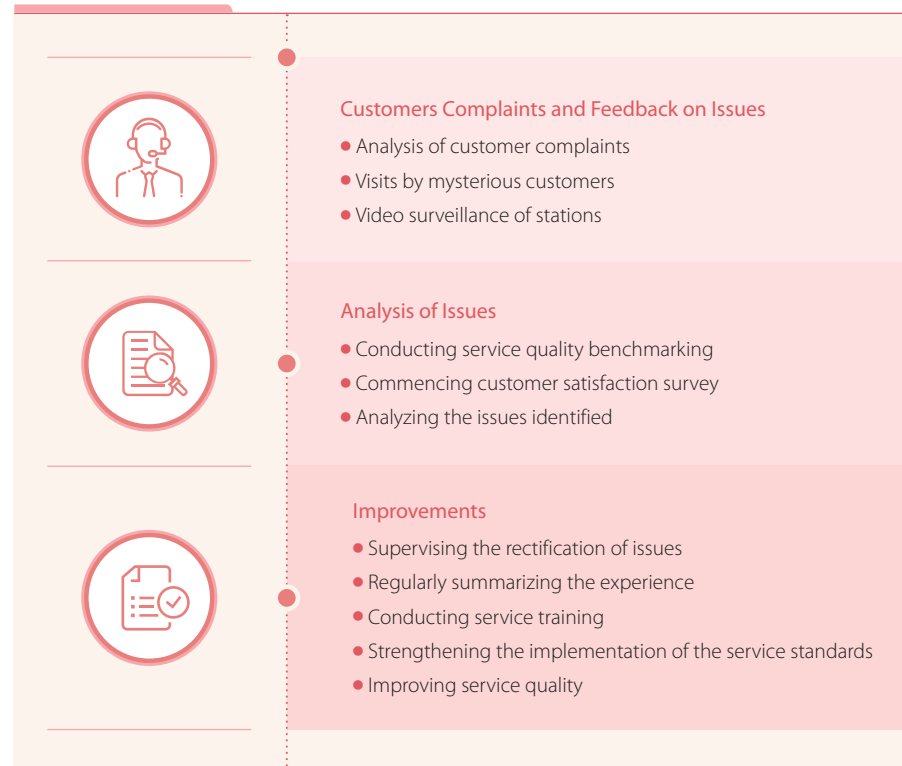 Customers Complaints and Feedback on Issues
● Analysis of customer complaints
● Visits by mysterious customers
● Video surveillance of stations
Analysis of Issues
● Conducting service quality benchmarking
● Commencing customer satisfaction survey
● Analyzing the issues identified
Improvements
● Supervising the rectification of issues
● Regularly summarizing the experience
● Conducting service training
● Strengthening the implementation of the service standards
● Improving service quality